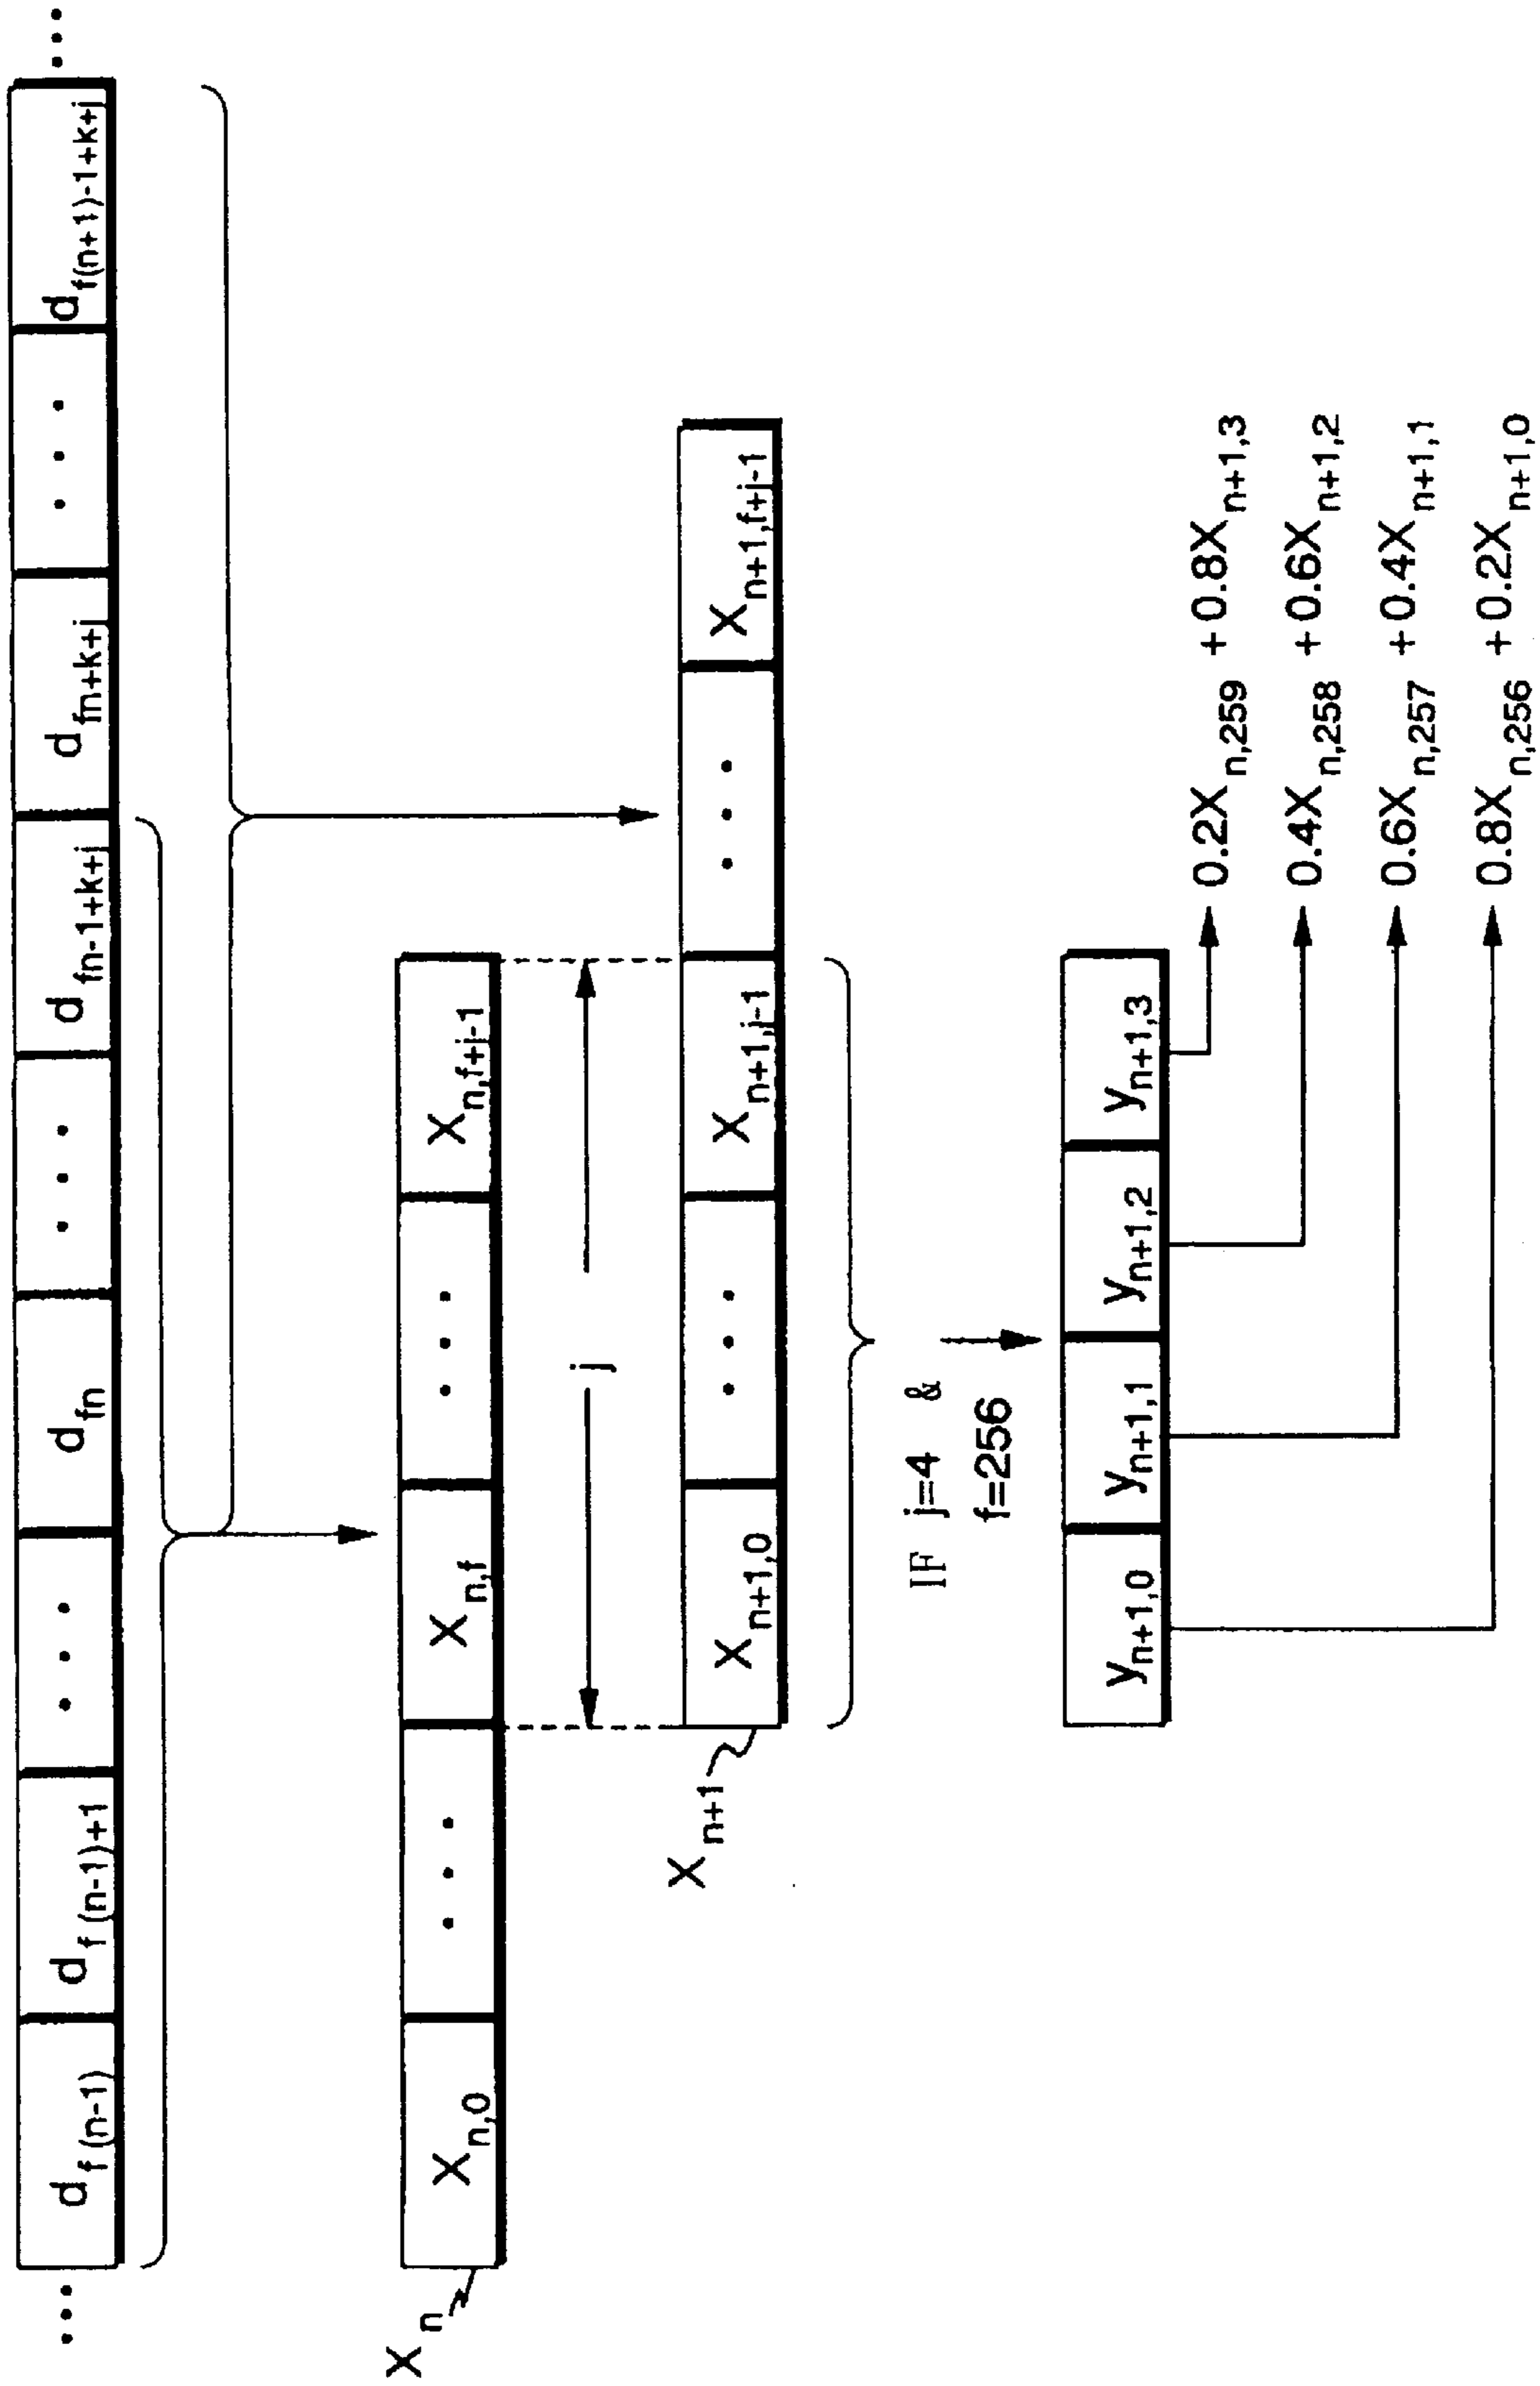 ... d f(n-1) d f(n-1)+1 ... d fn ... d fn-1+k+j d fn+k+j ... d f(n+1)-1+k+j ...
X n
X n,0 ... X n,f ... X n,f+j-1
j
X n+1
X n+1,0 ... X n+1,j-1 ... X n+1,f+j-1
IF j=4 &
f=256
y n+1,0 y n+1,1 y n+1,2 y n+1,3
0.2X n,259 + 0.8X n+1,3
0.4X n,258 + 0.6X n+1,2
0.6X n,257 + 0.4X n+1,1
0.8X n,256 + 0.2X n+1,0